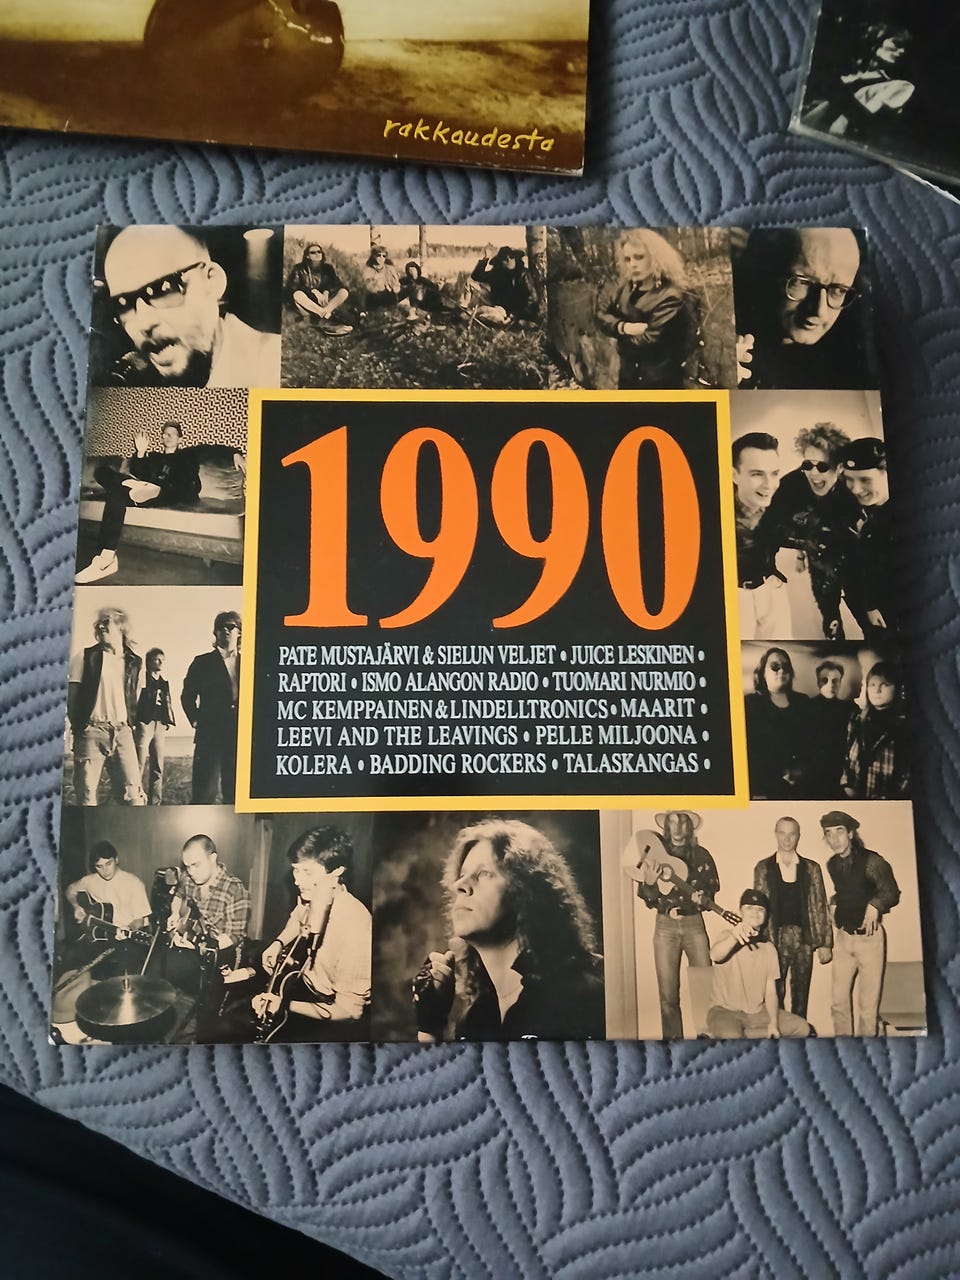 rakkaudesta
1990
PATE MUSTAJÄRVI & SIELUN VELJET • JUICE LESKINEN •
RAPTORI • ISMO ALANGON RADIO • TUOMARI NURMIO •
MC KEMPPAINEN & LINDELLTRONICS • MAARIT •
LEEVI AND THE LEAVINGS • PELLE MILJOONA •
KOLERA • BADDING ROCKERS • TALASKANGAS •